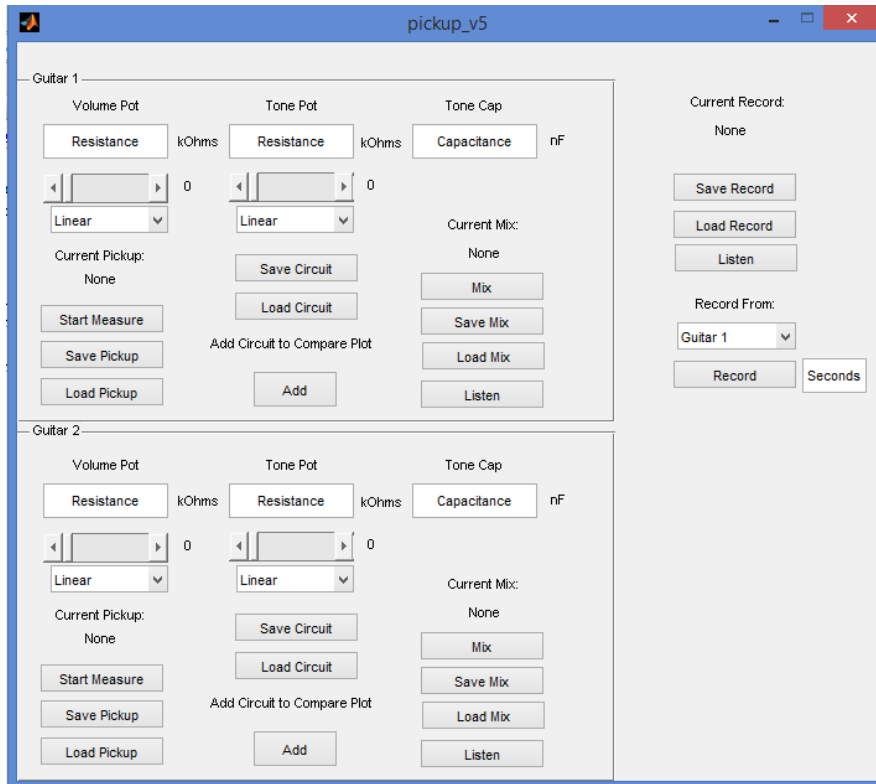 pickup_v5
Guitar 1
Volume Pot Tone Pot Tone Cap
Resistance kOhms Resistance kOhms Capacitance nF
0 0
Linear Linear
Current Pickup:
None
Start Measure
Save Pickup
Load Pickup
Save Circuit
Load Circuit
Add Circuit to Compare Plot
Add
Current Mix:
None
Mix
Save Mix
Load Mix
Listen
Guitar 2
Volume Pot Tone Pot Tone Cap
Resistance kOhms Resistance kOhms Capacitance nF
0 0
Linear Linear
Current Pickup:
None
Start Measure
Save Pickup
Load Pickup
Save Circuit
Load Circuit
Add Circuit to Compare Plot
Add
Current Mix:
None
Mix
Save Mix
Load Mix
Listen
Current Record:
None
Save Record
Load Record
Listen
Record From:
Guitar 1
Record Seconds